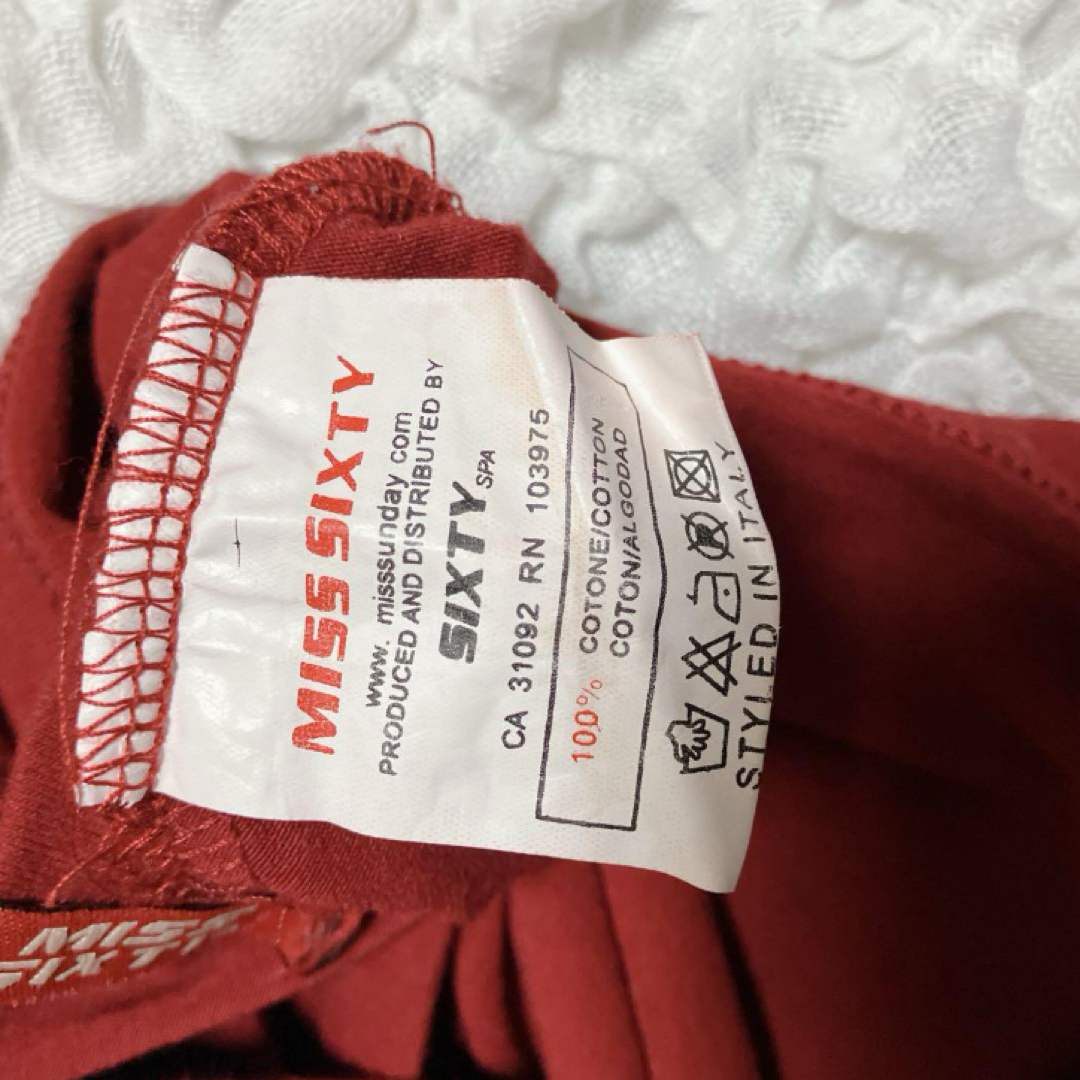 MISS SIXTY
www. misssunday com
PRODUCED AND DISTRIBUTED BY
SIXTY SPA
CA 31092 RN 103975
100% COTONE/COTTON
COTON/ALGODAD
STYLED IN ITALY
MISS
SIXTY